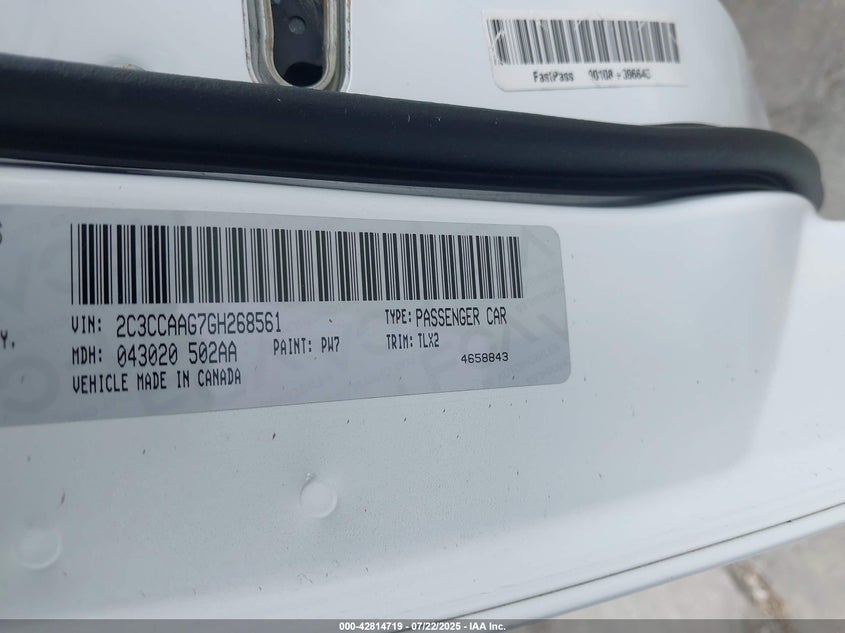 FastPass
VIN: 2C3CCAAG7GH268561
TYPE: PASSENGER CAR
MDH: 043020 502AA
PAINT: PW7
TRIM: TLX2
4658843
VEHICLE MADE IN CANADA
000-42814719 - 07/22/2025 - IAA Inc.